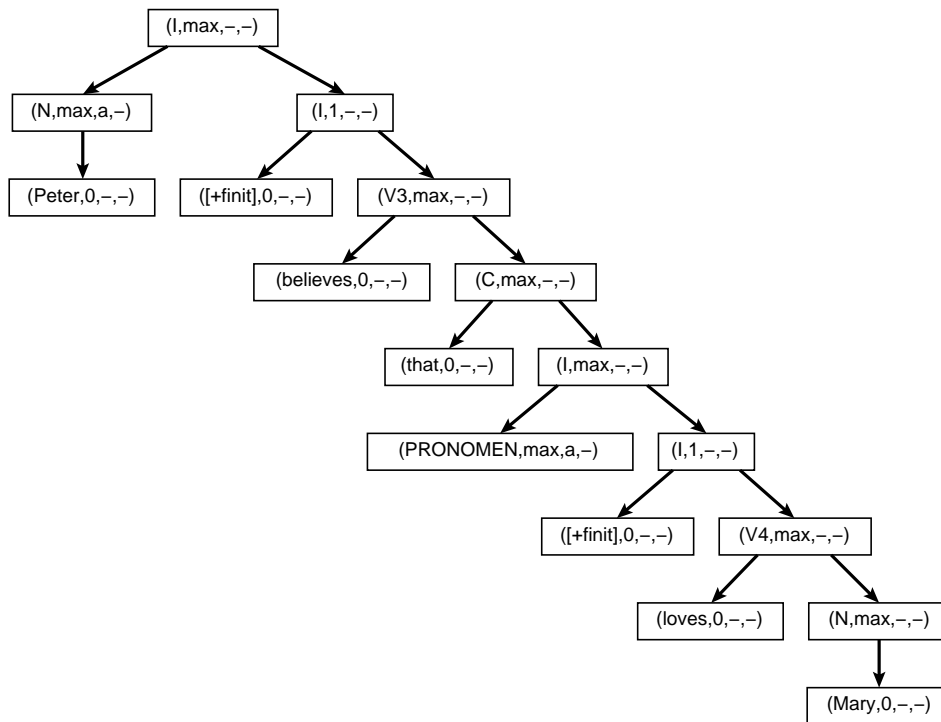 (I,max,–,–)
(N,max,a,–)
(I,1,–,–)
(Peter,0,–,–)
([+finit],0,–,–)
(V3,max,–,–)
(believes,0,–,–)
(C,max,–,–)
(that,0,–,–)
(I,max,–,–)
(PRONOMEN,max,a,–)
(I,1,–,–)
([+finit],0,–,–)
(V4,max,–,–)
(loves,0,–,–)
(N,max,–,–)
(Mary,0,–,–)